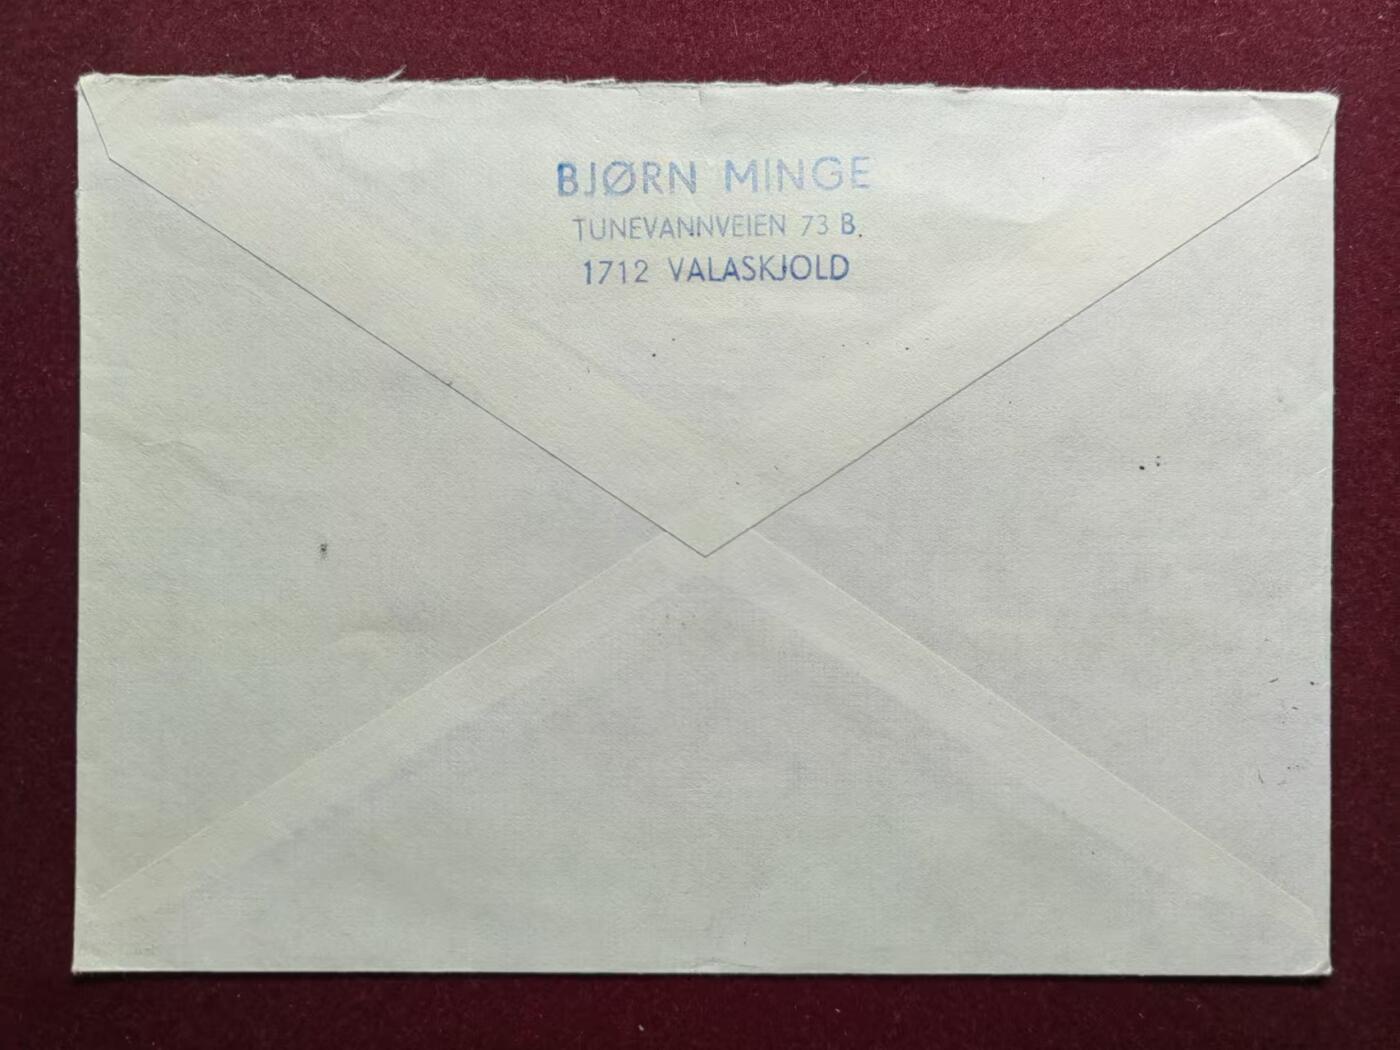 BJØRN MINGE
TUNEVANNVEIEN 73 B.
1712 VALASKJOLD